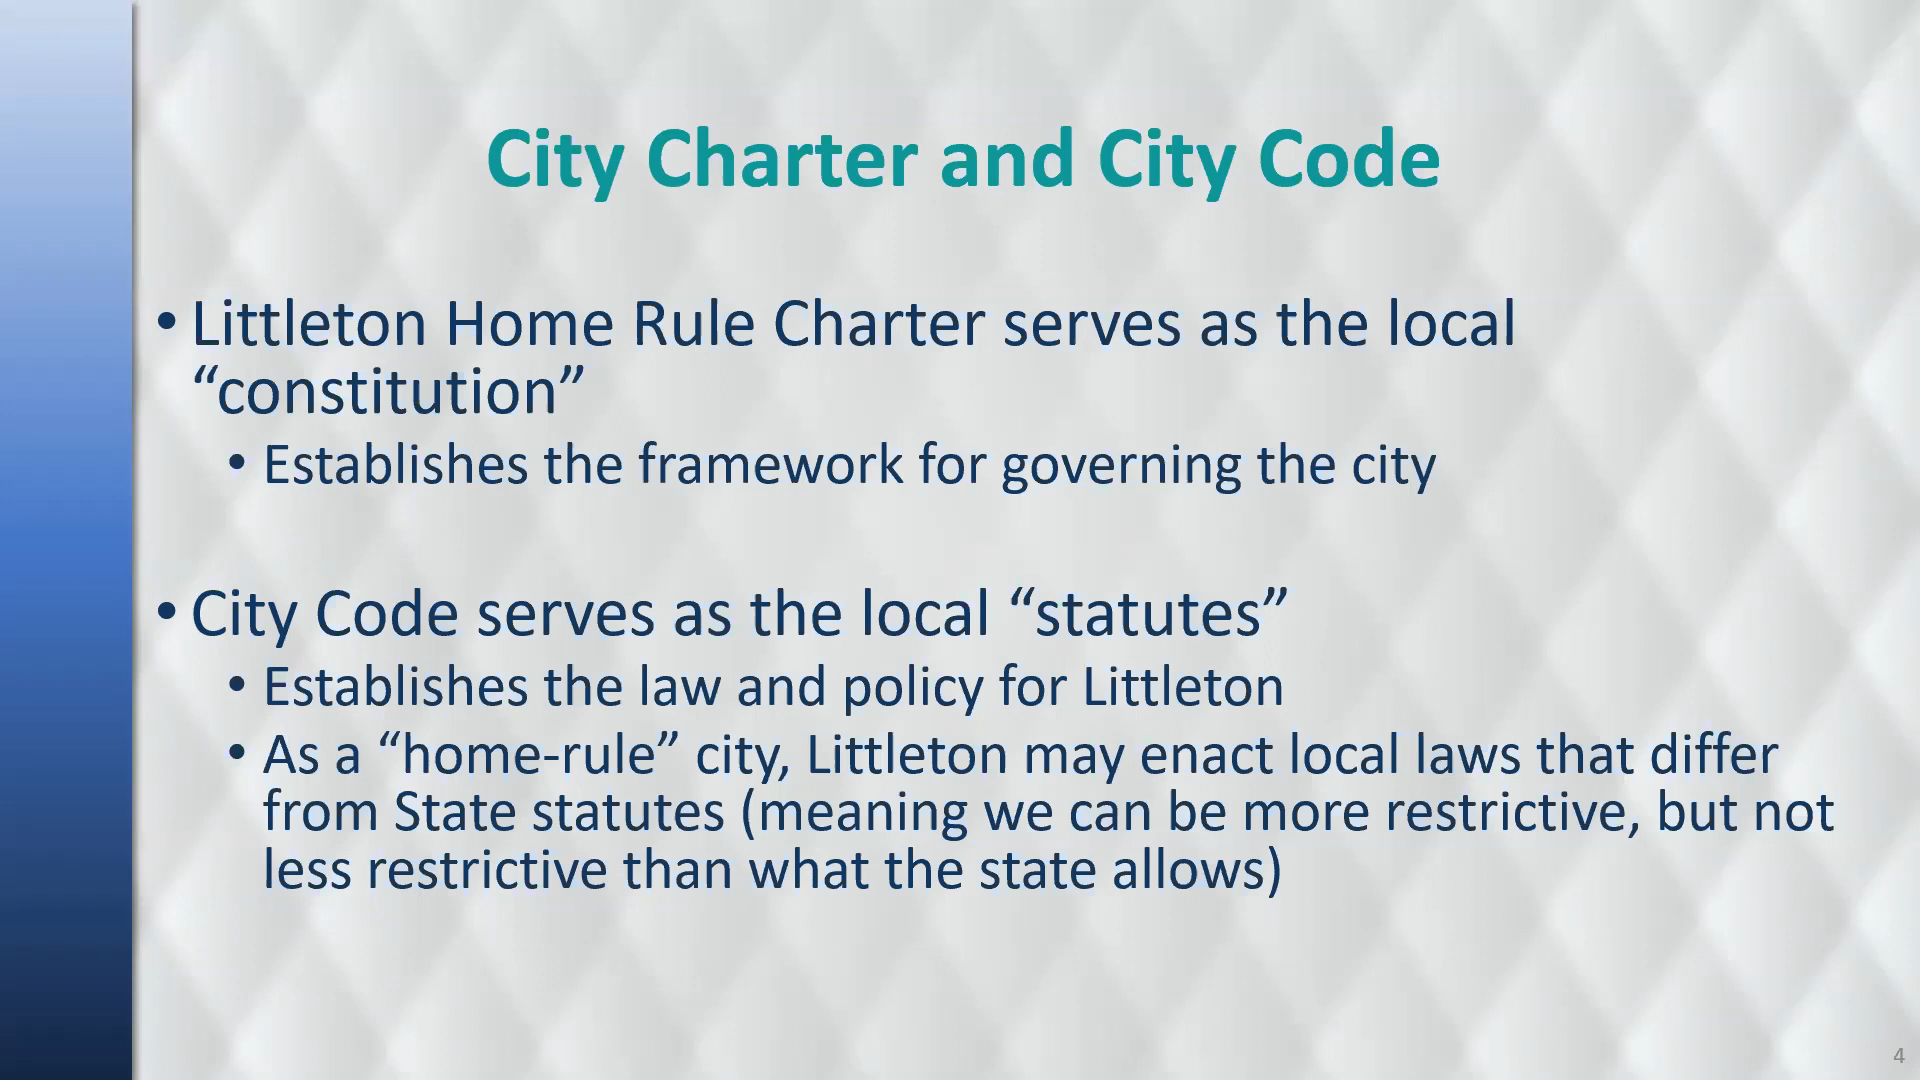 City Charter and City Code
• Littleton Home Rule Charter serves as the local
“constitution”
• Establishes the framework for governing the city
• City Code serves as the local “statutes”
• Establishes the law and policy for Littleton
• As a “home-rule” city, Littleton may enact local laws that differ
from State statutes (meaning we can be more restrictive, but not
less restrictive than what the state allows)
4